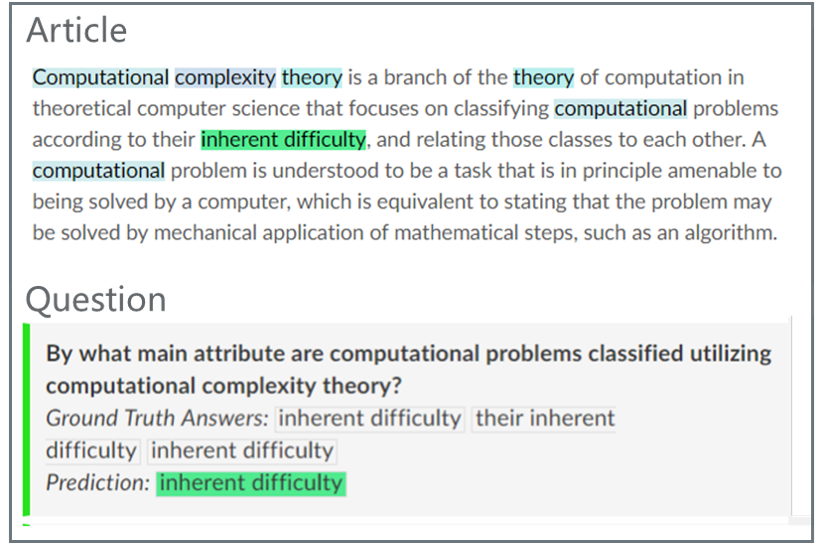 Article
Computational complexity theory is a branch of the theory of computation in
theoretical computer science that focuses on classifying computational problems
according to their inherent difficulty, and relating those classes to each other. A
computational problem is understood to be a task that is in principle amenable to
being solved by a computer, which is equivalent to stating that the problem may
be solved by mechanical application of mathematical steps, such as an algorithm.
Question
By what main attribute are computational problems classified utilizing
computational complexity theory?
Ground Truth Answers: inherent difficulty their inherent
difficulty inherent difficulty
Prediction: inherent difficulty